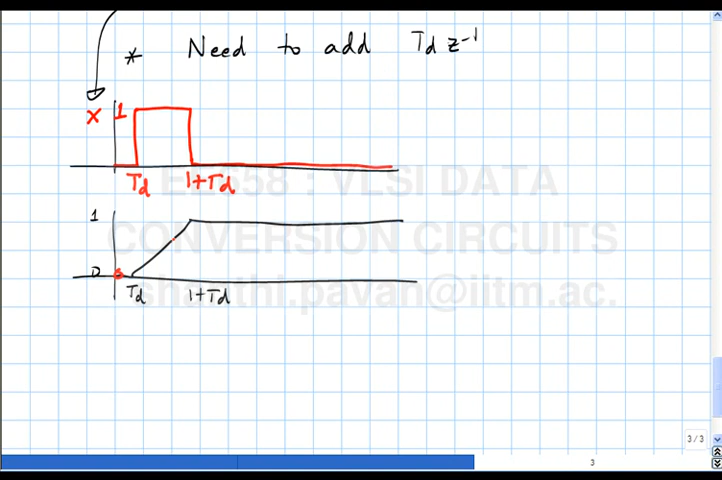 * Need to add Td z-1
x 1
Td 1+Td
EE658 : VLSI DATA
CONVERSION CIRCUITS
shanthi.pavan@iitm.ac.
1
0
Td 1+Td
3 / 3
3